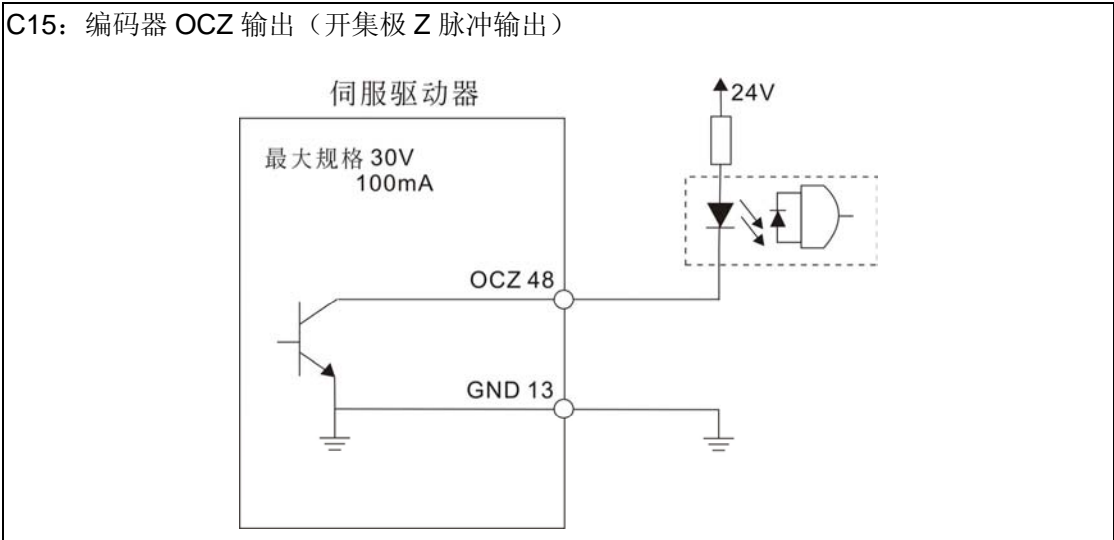 C15：编码器 OCZ 输出（开集极 Z 脉冲输出）
伺服驱动器
24V
最大规格 30V
100mA
OCZ 48
GND 13